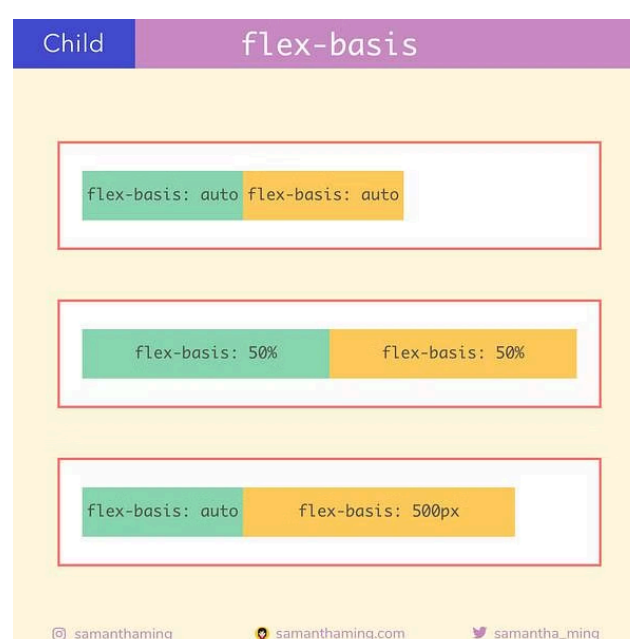 Child flex-basis
flex-basis: auto flex-basis: auto
flex-basis: 50% flex-basis: 50%
flex-basis: auto flex-basis: 500px
samanthaming samanthaming.com samantha_ming